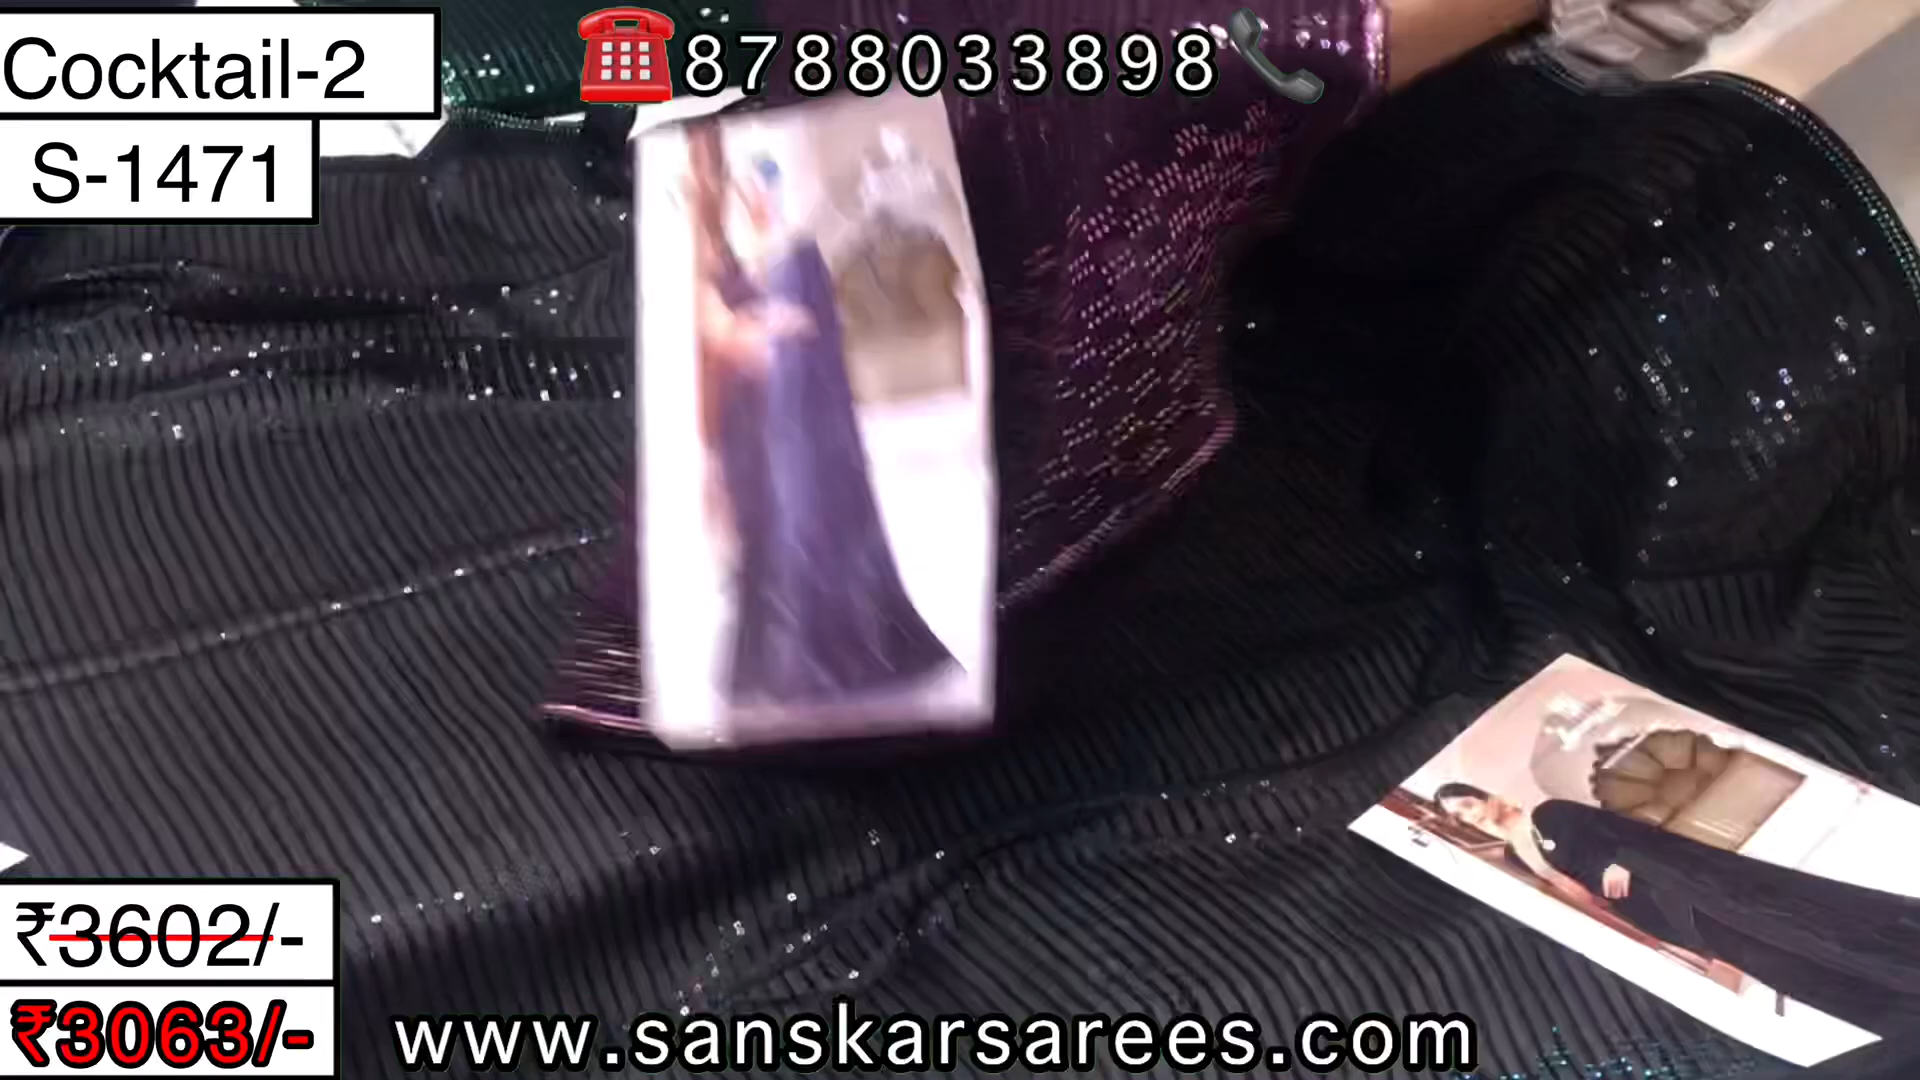 Cocktail-2
☎️8788033898📞
S-1471
₹3602/-
₹3063/-
www.sanskarsarees.com